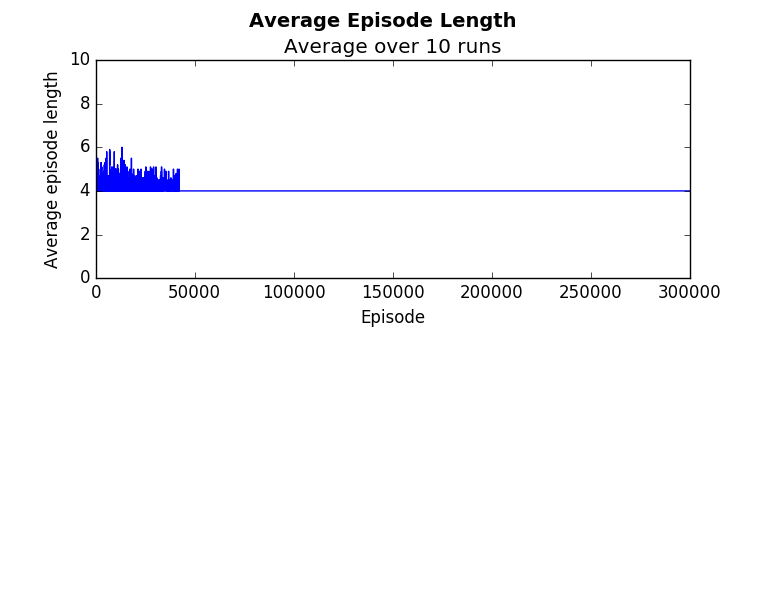 Average Episode Length
Average over 10 runs
10
8
6
4
2
0
Average episode length
0 50000 100000 150000 200000 250000 300000
Episode